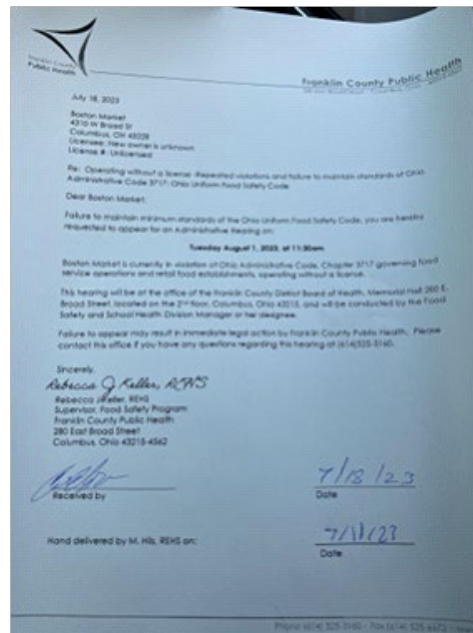 Franklin County
Public Health
Franklin County Public Health
July 18, 2023
Boston Market
4310 W Broad St
Columbus, OH 43228
Licensee: New owner is unknown
License #: Unlicensed
Re: Operating without a license -Repeated violations and failure to maintain standards of Ohio
Administrative Code 3717: Ohio Uniform Food Safety Code
Dear Boston Market:
Failure to maintain minimum standards of the Ohio Uniform Food Safety Code, you are hereby
requested to appear for an Administrative Hearing on:
Tuesday August 1, 2023, at 11:30am
Boston Market is currently in violation of Ohio Administrative Code, Chapter 3717 governing food
service operations and retail food establishments, operating without a license.
This hearing will be at the office of the Franklin County District Board of Health, Memorial Hall 280 E.
Broad Street, located on the 2nd floor, Columbus, Ohio 43215, and will be conducted by the Food
Safety and School Health Division Manager or her designee.
Failure to appear may result in immediate legal action by Franklin County Public Health. Please
contact this office if you have any questions regarding this hearing at (614)525-3160.
Sincerely,
Rebecca J Keller, REHS
Rebecca J Keller, REHS
Supervisor, Food Safety Program
Franklin County Public Health
280 East Broad Street
Columbus, Ohio 43215-4562
7/18/23
Received by
Date
Hand delivered by M. Hils, REHS on:
Date
Phone (614) 525-3160 - Fax (614) 525-6672